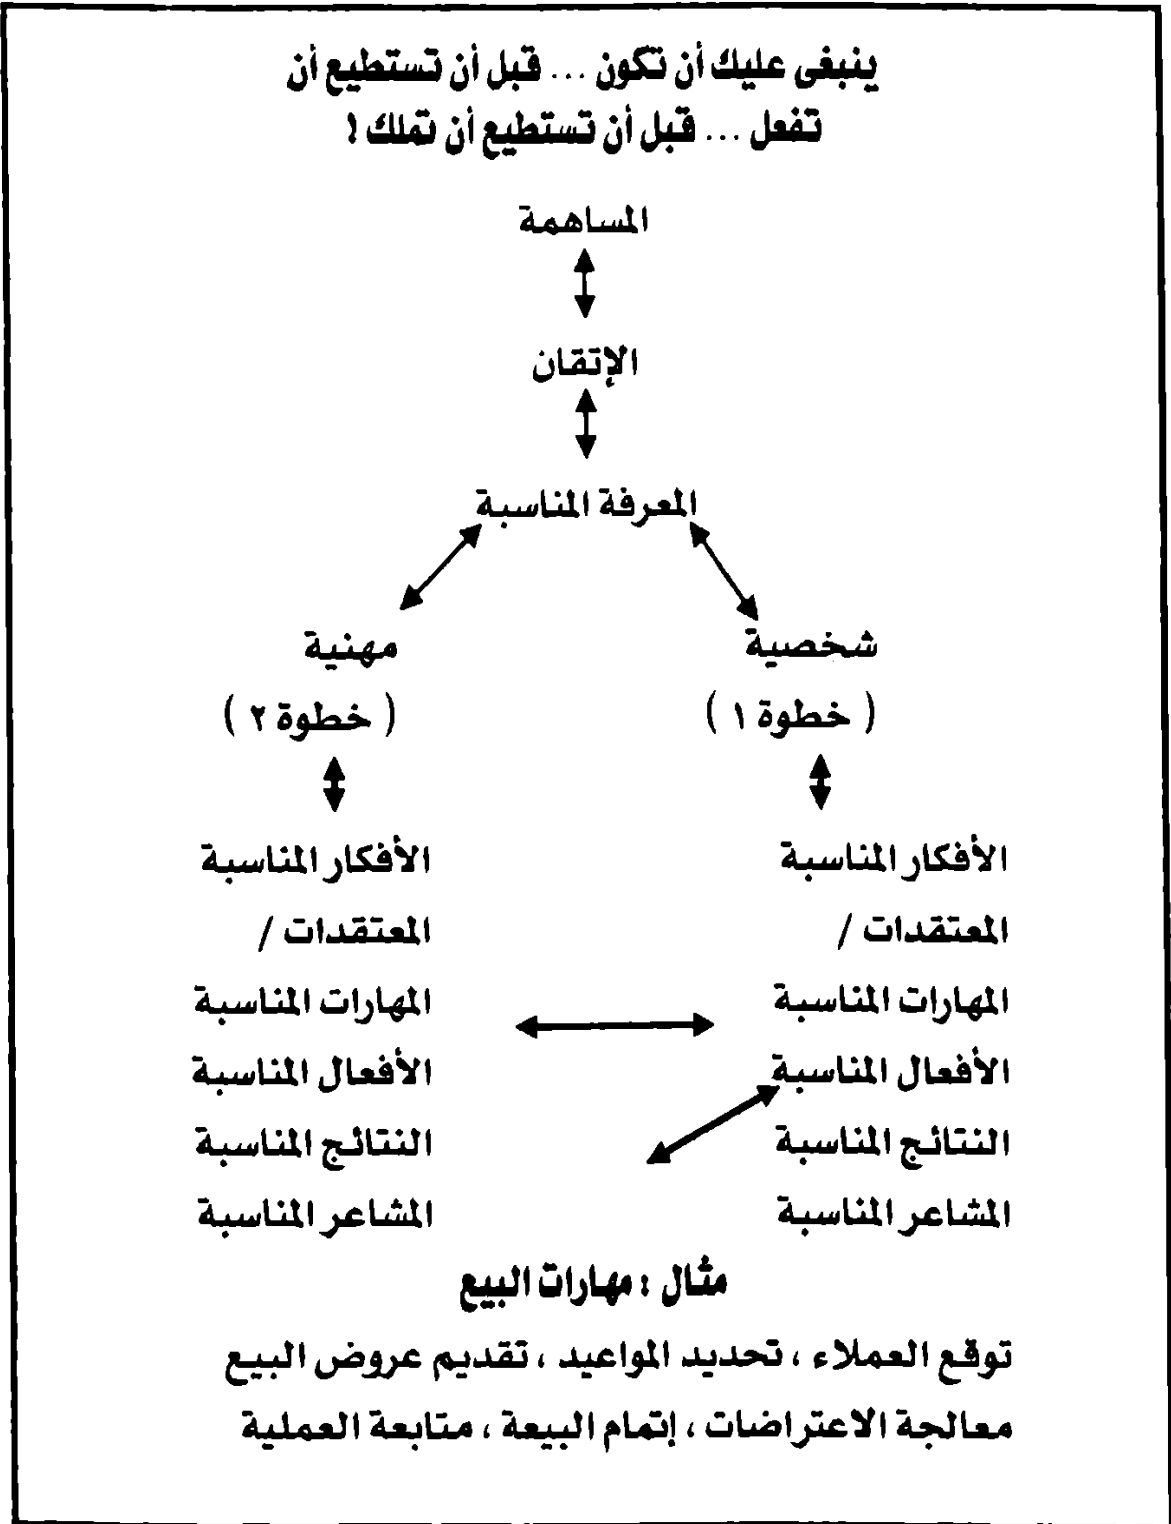 ينبغى عليك أن تكون ... قبل أن تستطيع أن
تفعل ... قبل أن تستطيع أن تملك !
المساهمة
الإتقان
المعرفة المناسبة
شخصية
مهنية
( خطوة ١ )
( خطوة ٢ )
الأفكار المناسبة
الأفكار المناسبة
المعتقدات /
المعتقدات /
المهارات المناسبة
المهارات المناسبة
الأفعال المناسبة
الأفعال المناسبة
النتائج المناسبة
النتائج المناسبة
المشاعر المناسبة
المشاعر المناسبة
مثال : مهارات البيع
توقع العملاء ، تحديد المواعيد ، تقديم عروض البيع
معالجة الاعتراضات ، إتمام البيعة ، متابعة العملية